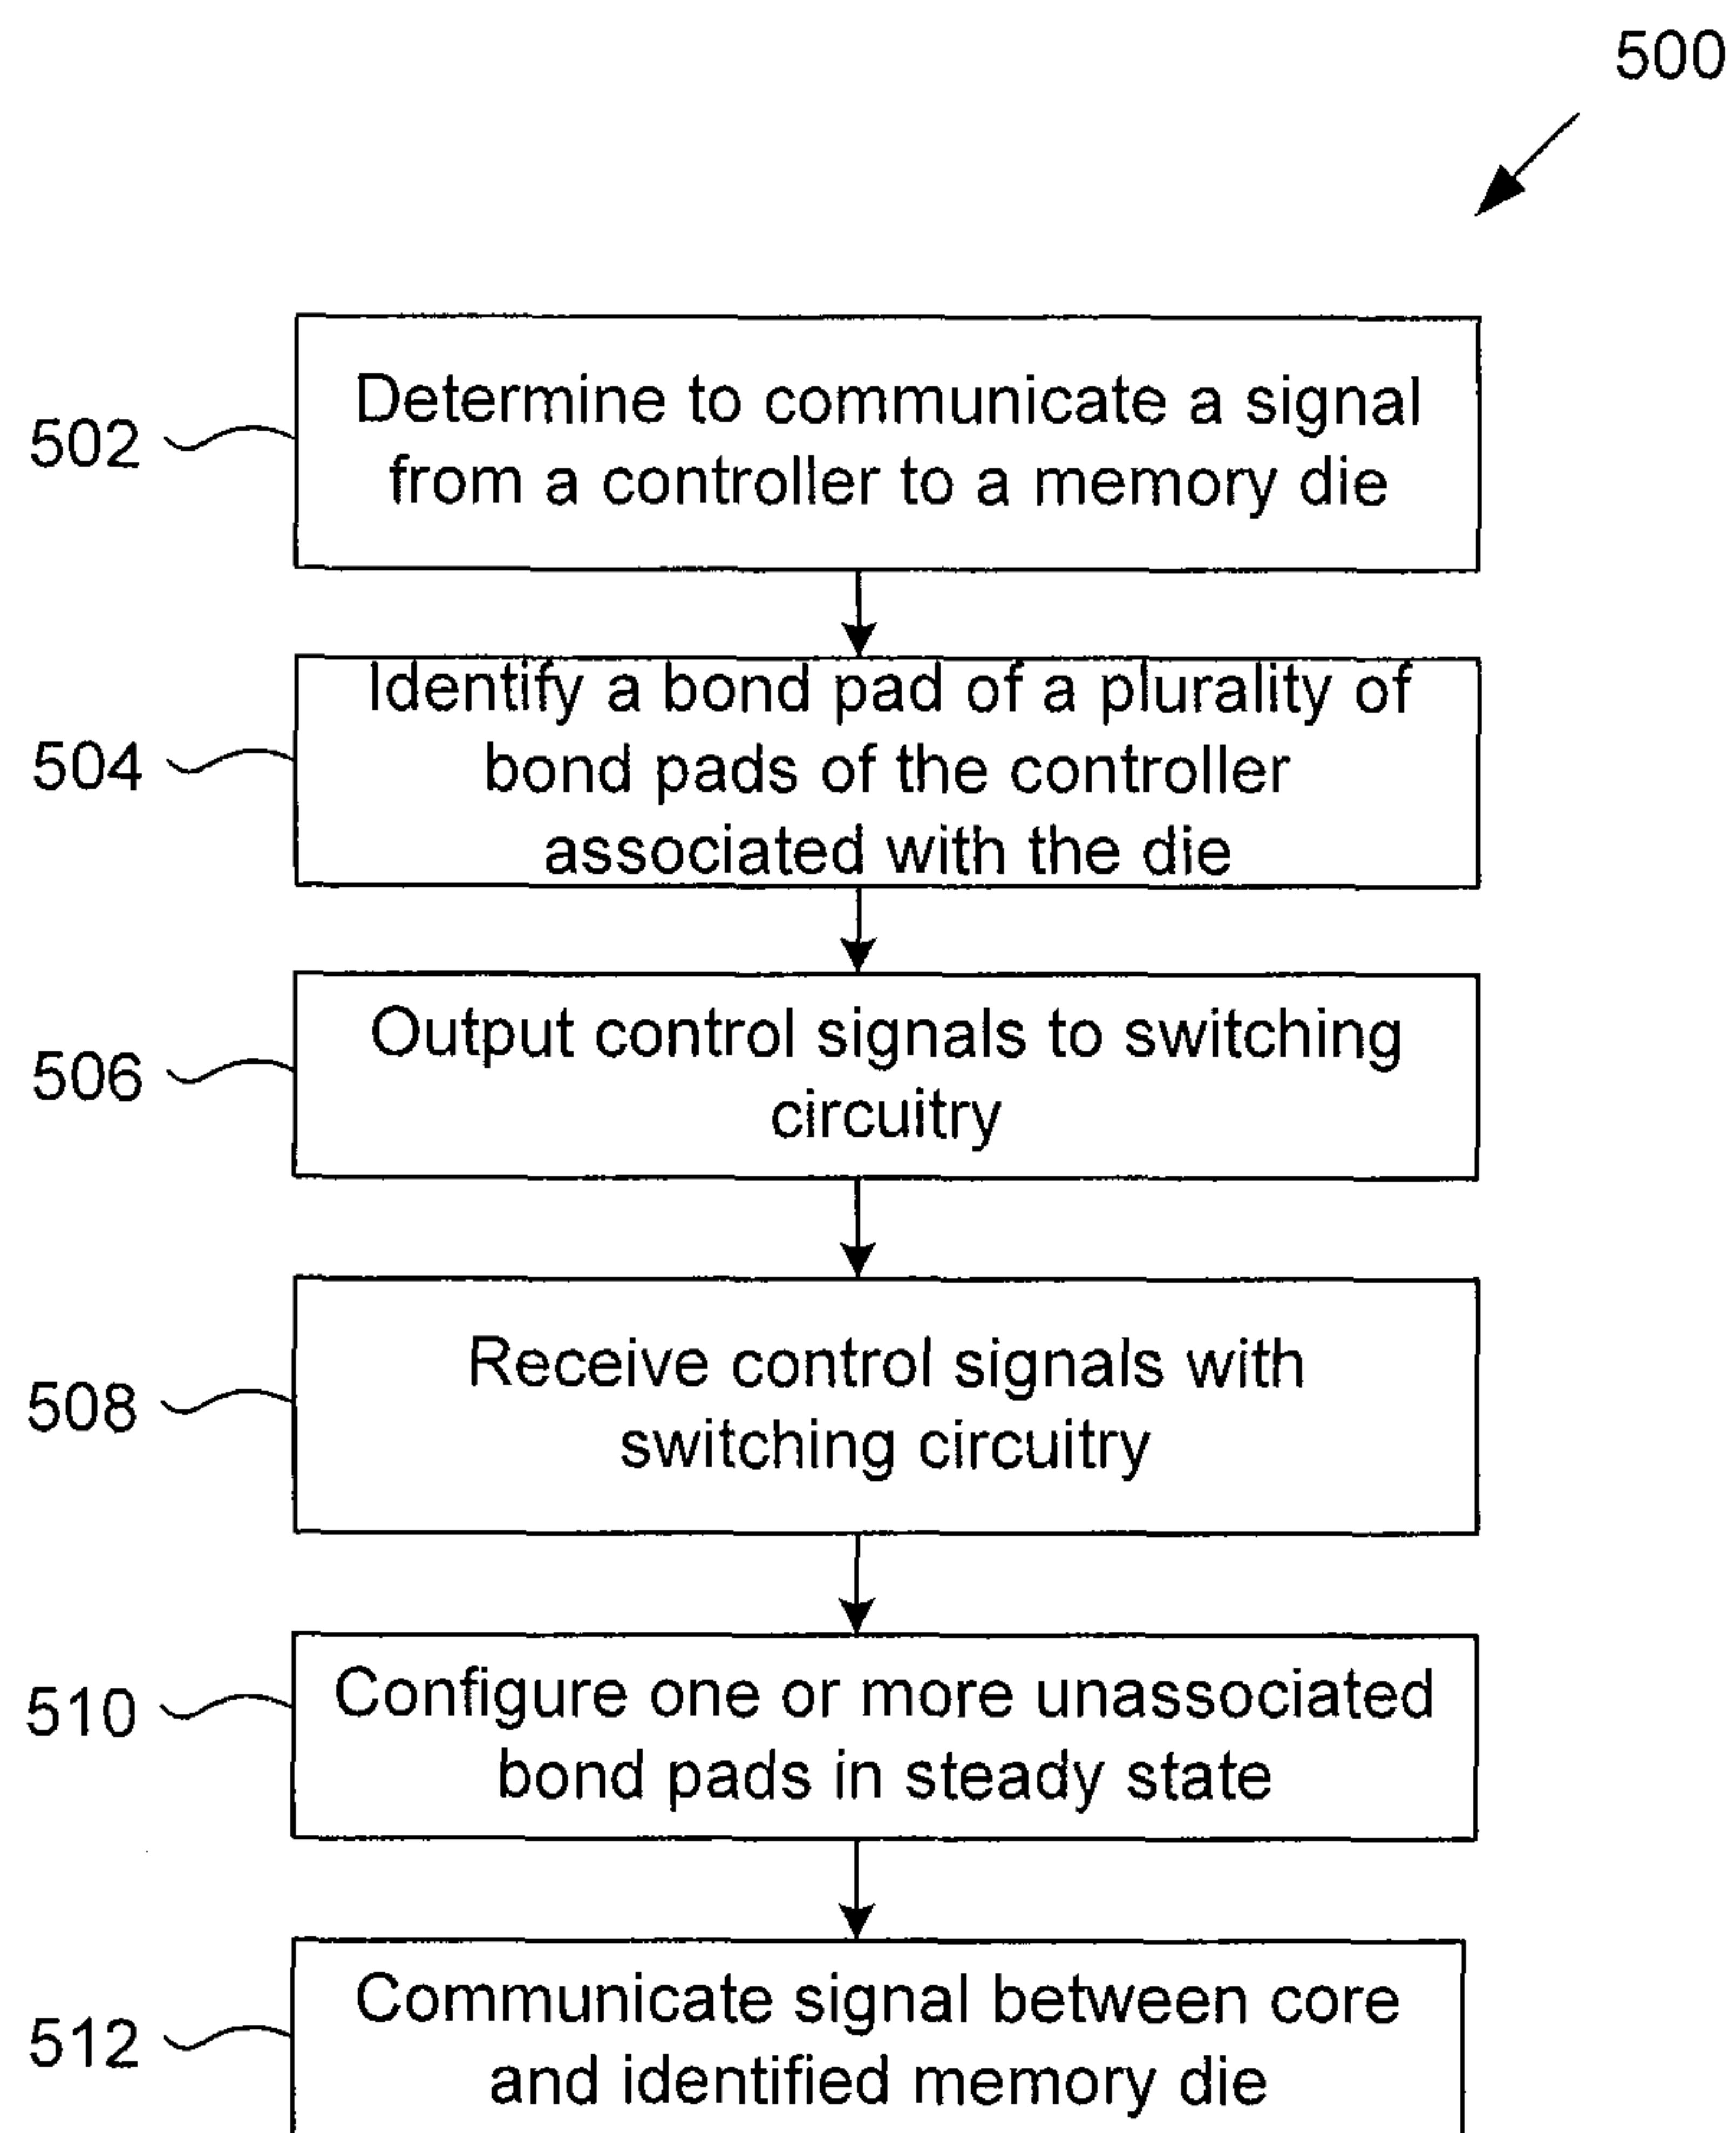 500
502
Determine to communicate a signal
from a controller to a memory die
504
Identify a bond pad of a plurality of
bond pads of the controller
associated with the die
506
Output control signals to switching
circuitry
508
Receive control signals with
switching circuitry
510
Configure one or more unassociated
bond pads in steady state
512
Communicate signal between core
and identified memory die